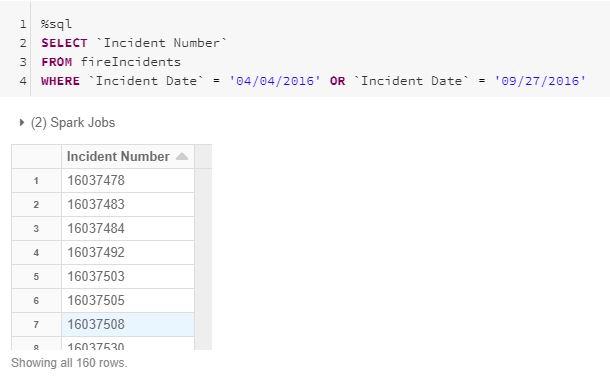 1 %sql
2 SELECT `Incident Number`
3 FROM fireIncidents
4 WHERE `Incident Date` = '04/04/2016' OR `Incident Date` = '09/27/2016'
(2) Spark Jobs
Incident Number
1 16037478
2 16037483
3 16037484
4 16037492
5 16037503
6 16037505
7 16037508
8 16037530
Showing all 160 rows.